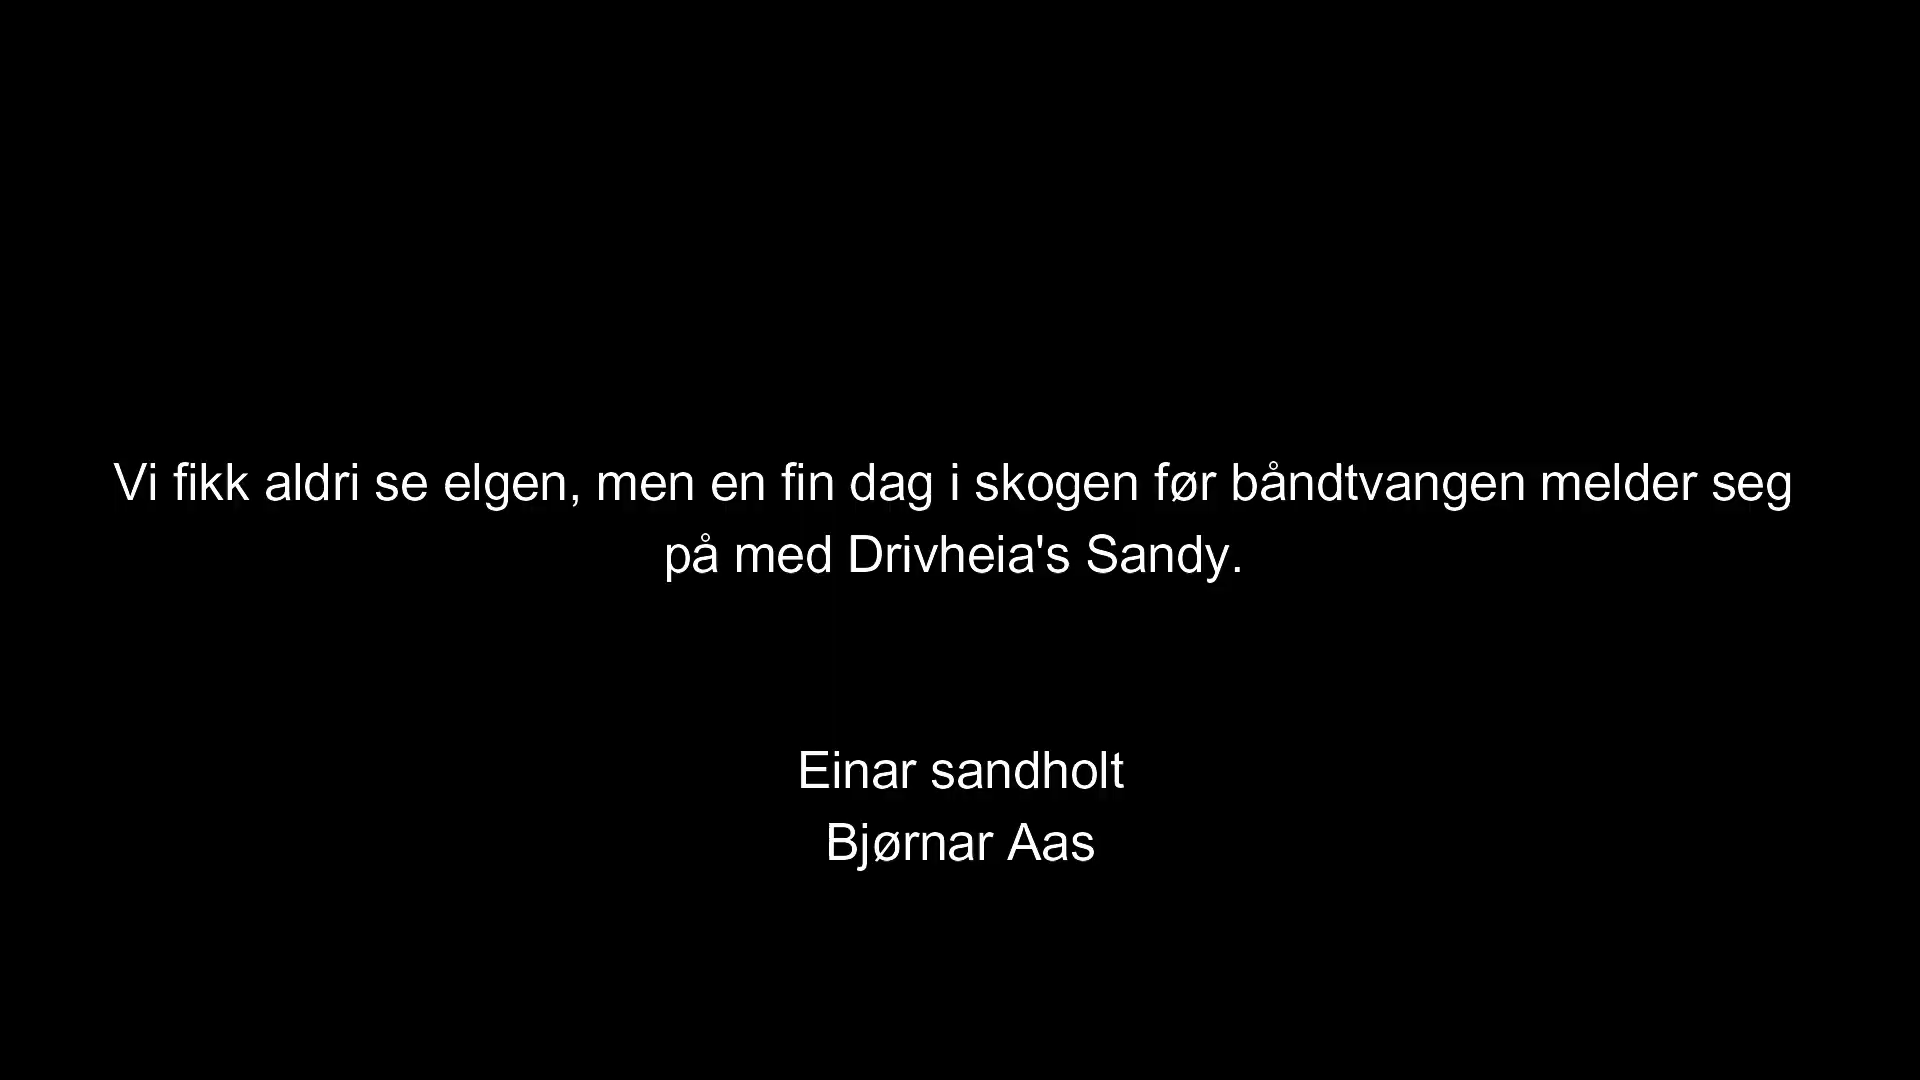 Vi fikk aldri se elgen, men en fin dag i skogen før båndtvangen melder seg
på med Drivheia's Sandy.
Einar sandholt
Bjørnar Aas